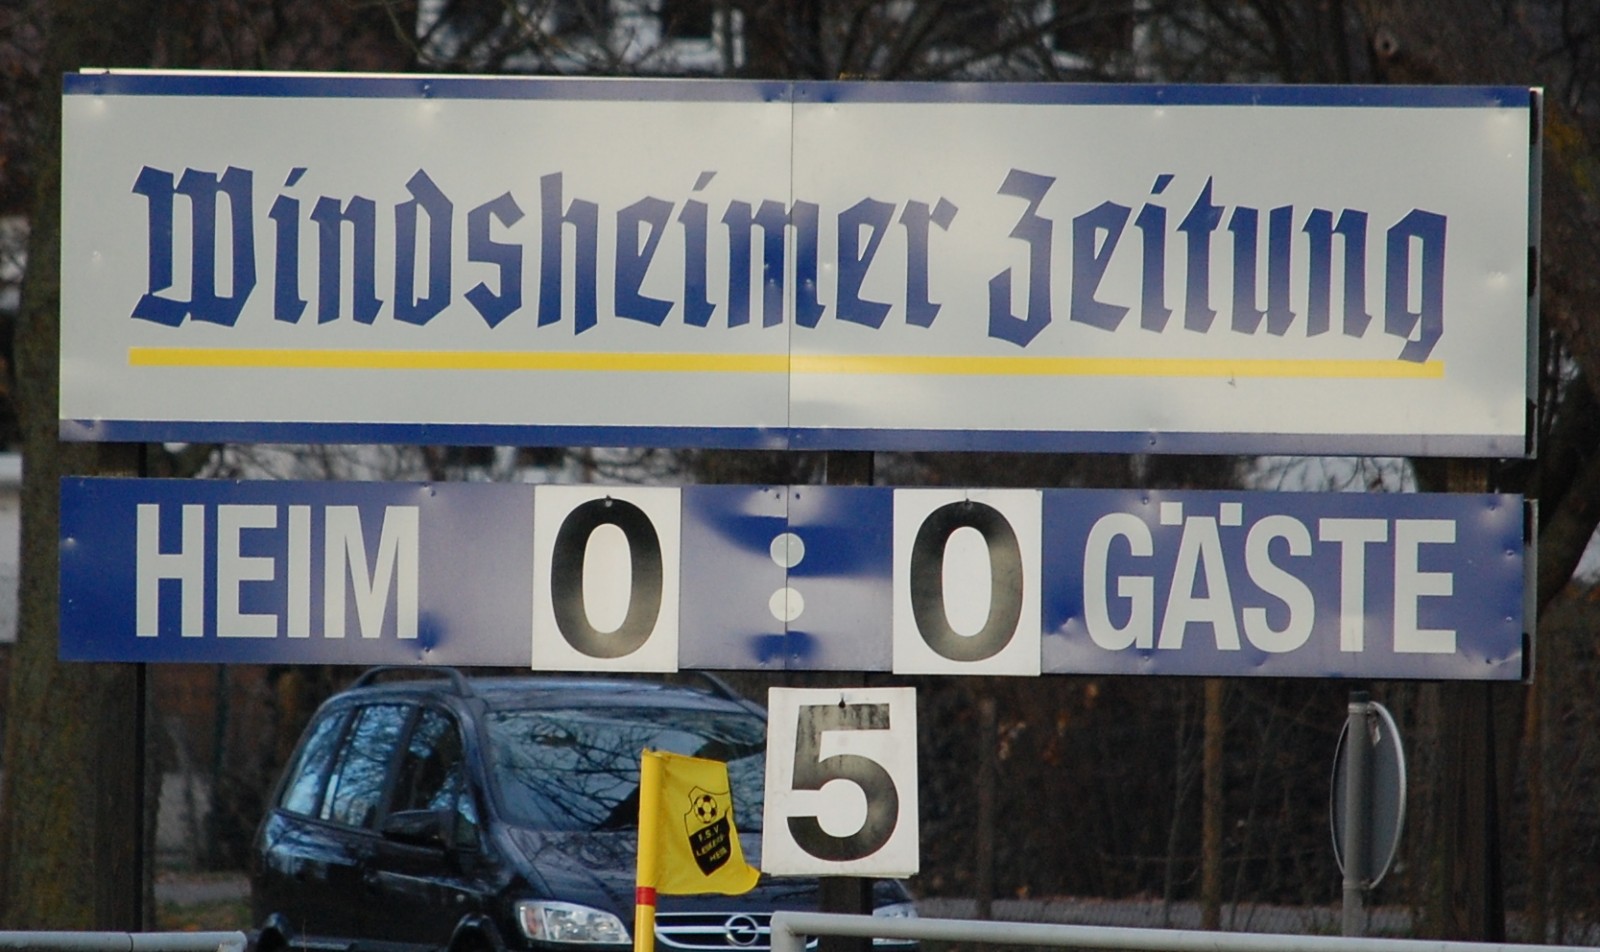 Windsheimer Zeitung
HEIM 0 : 0 GÄSTE
5